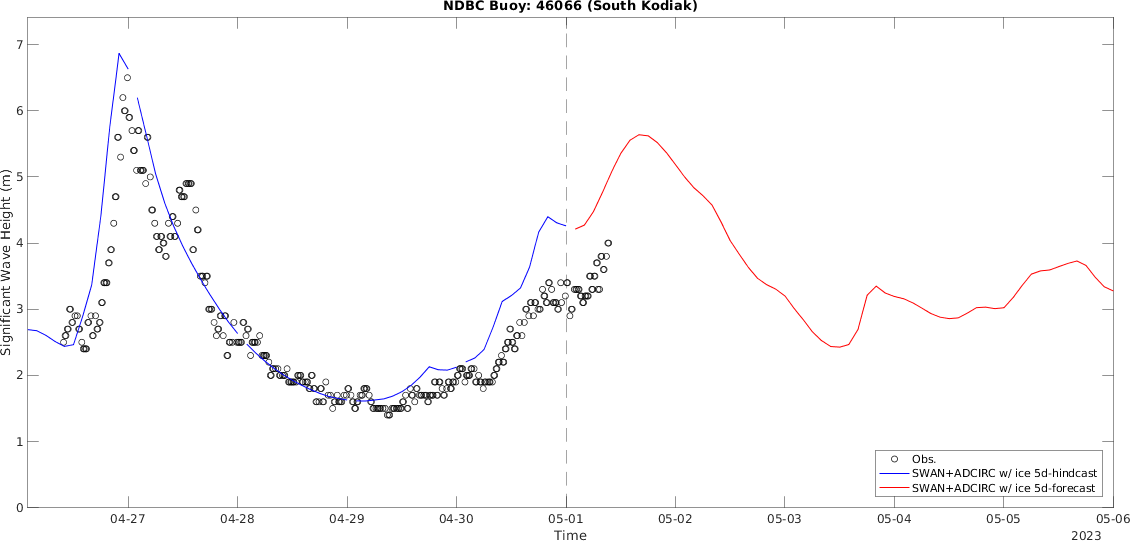 NDBC Buoy: 46066 (South Kodiak)
Significant Wave Height (m)
7
6
5
4
3
2
1
0
Obs.
SWAN+ADCIRC w/ ice 5d-hindcast
SWAN+ADCIRC w/ ice 5d-forecast
04-27 04-28 04-29 04-30 05-01 05-02 05-03 05-04 05-05 05-06
Time
2023